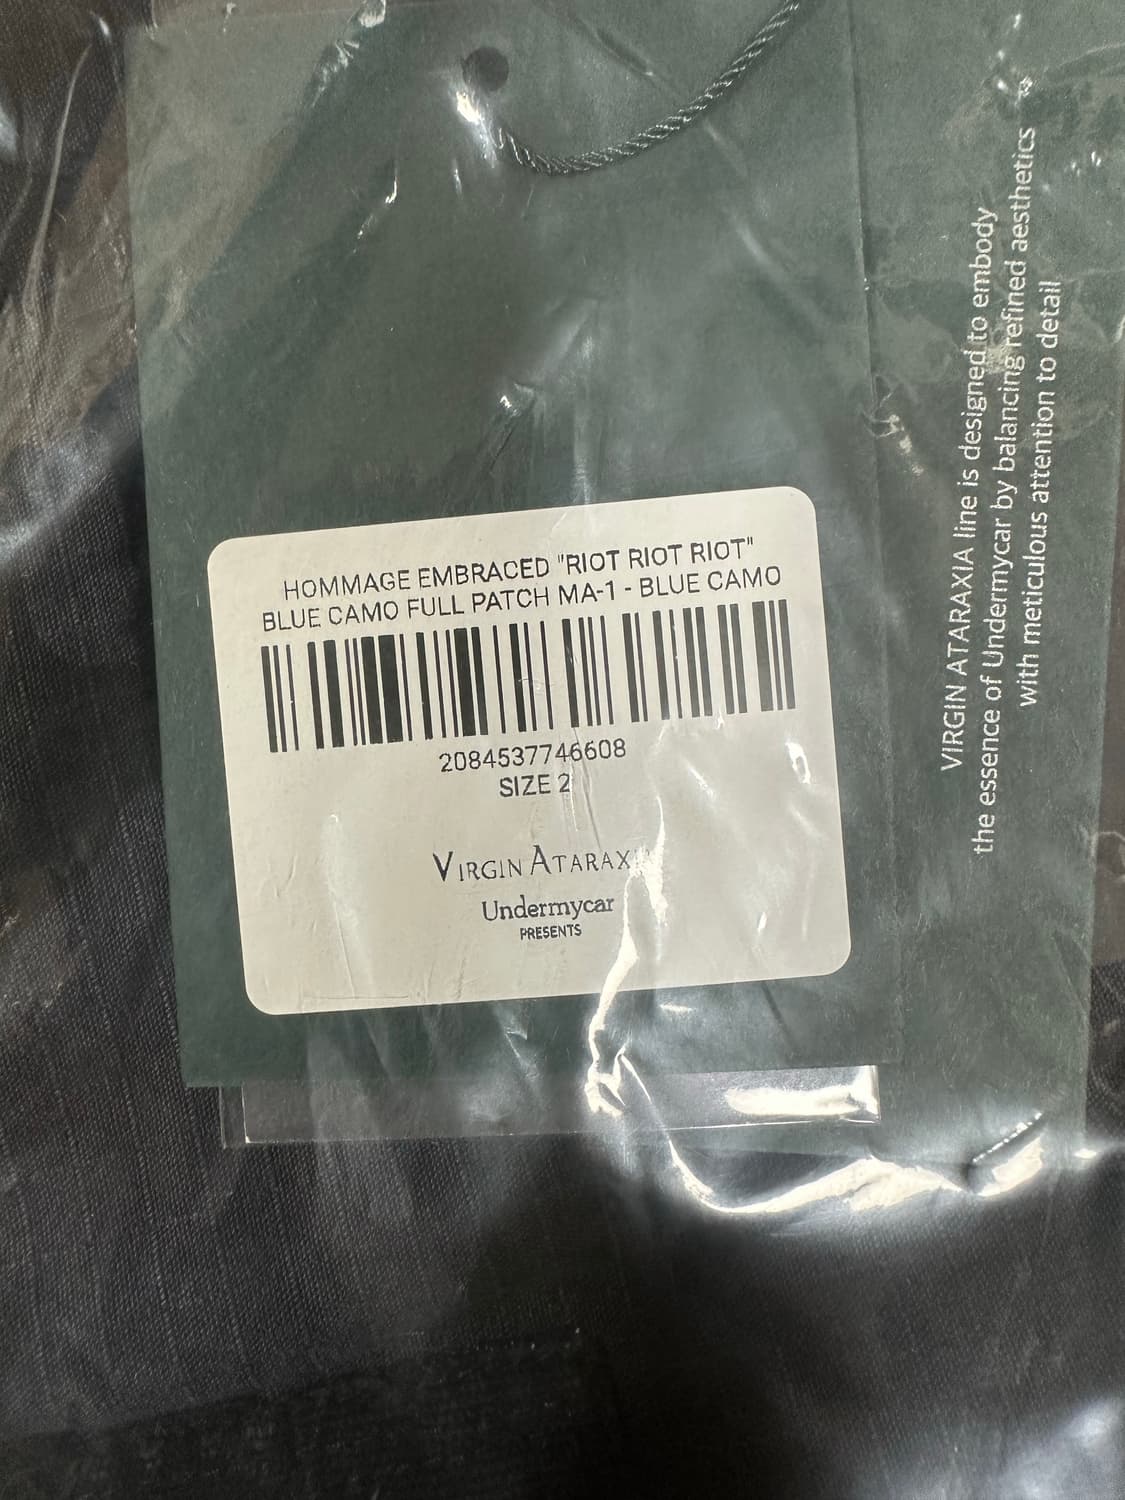 HOMMAGE EMBRACED "RIOT RIOT RIOT"
BLUE CAMO FULL PATCH MA-1 - BLUE CAMO
2084537746608
SIZE 2
VIRGIN ATARAXIA
Undermycar
PRESENTS
VIRGIN ATARAXIA line is designed to embody
the essence of Undermycar by balancing refined aesthetics
with meticulous attention to detail